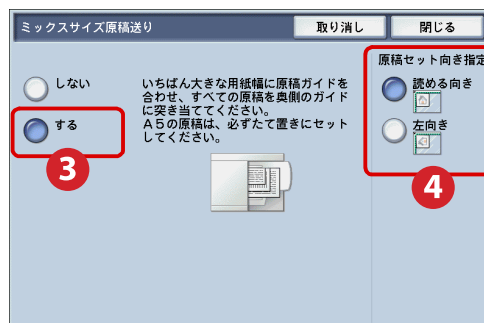 ミックスサイズ原稿送り
取り消し
閉じる
原稿セット向き指定
しない
する
いちばん大きな用紙幅に原稿ガイドを
合わせ、すべての原稿を奥側のガイド
に突き当ててください。
A5の原稿は、必ずたて置きにセット
してください。
読める向き
左向き
3
4